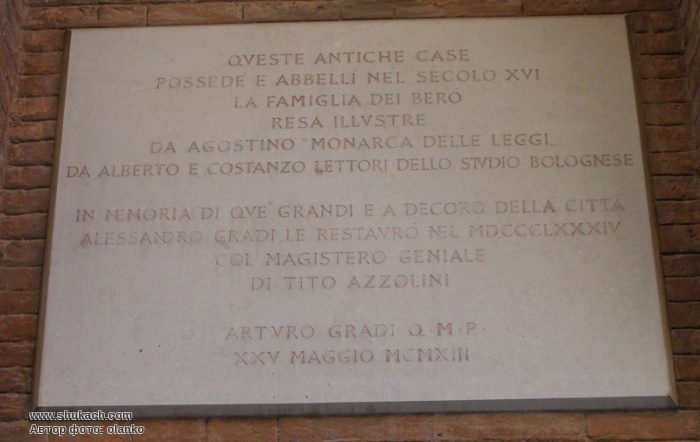 QVESTE ANTICHE CASE
POSSEDE E ABBELLÍ NEL SECOLO XVI
LA FAMIGLIA DEI BERÒ
RESA ILLVSTRE
DA AGOSTINO "MONARCA DELLE LEGGI„
DA ALBERTO E COSTANZO LETTORI DELLO STVDIO BOLOGNESE
IN MEMORIA DI QVE' GRANDI E A DECORO DELLA CITTÀ
ALESSANDRO GRADI LE RESTAVRÒ NEL MDCCCLXXXIV
COL MAGISTERO GENIALE
DI TITO AZZOLINI
ARTVRO GRADI Q·M·P·
XXV MAGGIO MCMXIII
www.shukach.com
Автор фото: olanko